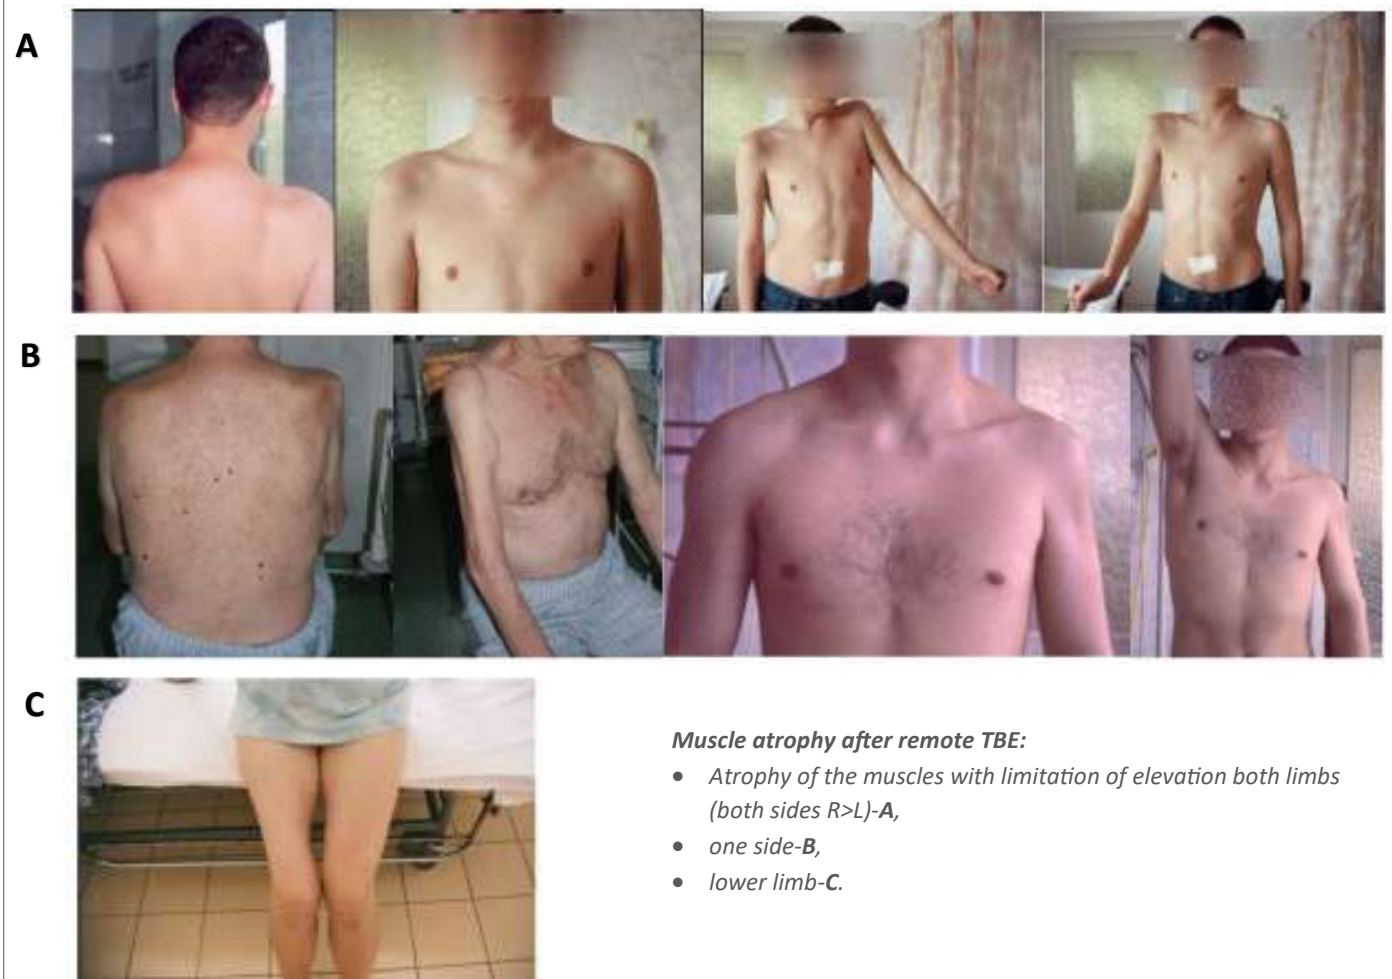 A
B
C
Muscle atrophy after remote TBE:
• Atrophy of the muscles with limitation of elevation both limbs
(both sides R>L)-A,
• one side-B,
• lower limb-C.